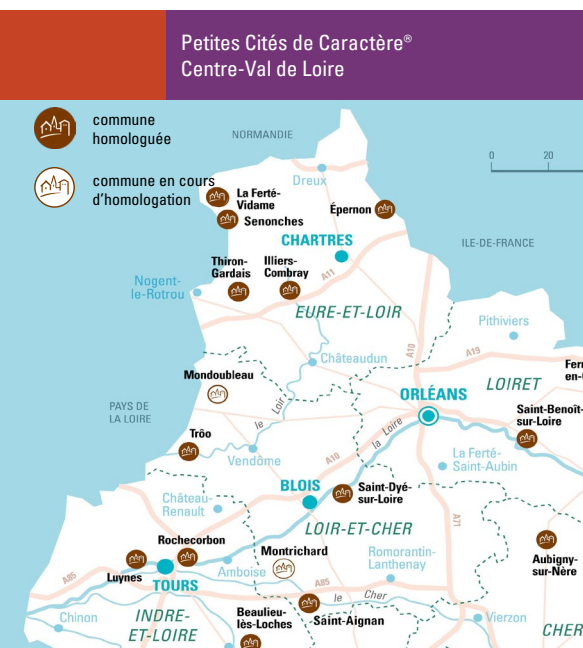 Petites Cités de Caractère®
Centre-Val de Loire
commune
homologuée
commune en cours
d'homologation
NORMANDIE
0 20
Dreux
La Ferté-
Vidame
Senonches
Épernon
CHARTRES
ILE-DE-FRANCE
Thiron-
Gardais
Illiers-
Combray
A11
Nogent-
le-Rotrou
EURE-ET-LOIR
Pithiviers
A10
A19
Châteaudun
Mondoubleau
LOIRET
ORLÉANS
PAYS DE
LA LOIRE
le Loir
la Loire
Saint-Benoît-
sur-Loire
Trôo
Vendôme
A10
La Ferté-
Saint-Aubin
BLOIS
Saint-Dyé-
sur-Loire
Château-
Renault
A71
LOIR-ET-CHER
Rochecorbon
Montrichard
Romorantin-
Lanthenay
Aubigny-
sur-Nère
A85
Luynes
TOURS
Amboise
A85
le Cher
Chinon
INDRE-
ET-LOIRE
Beaulieu-
lès-Loches
Saint-Aignan
Vierzon
CHER